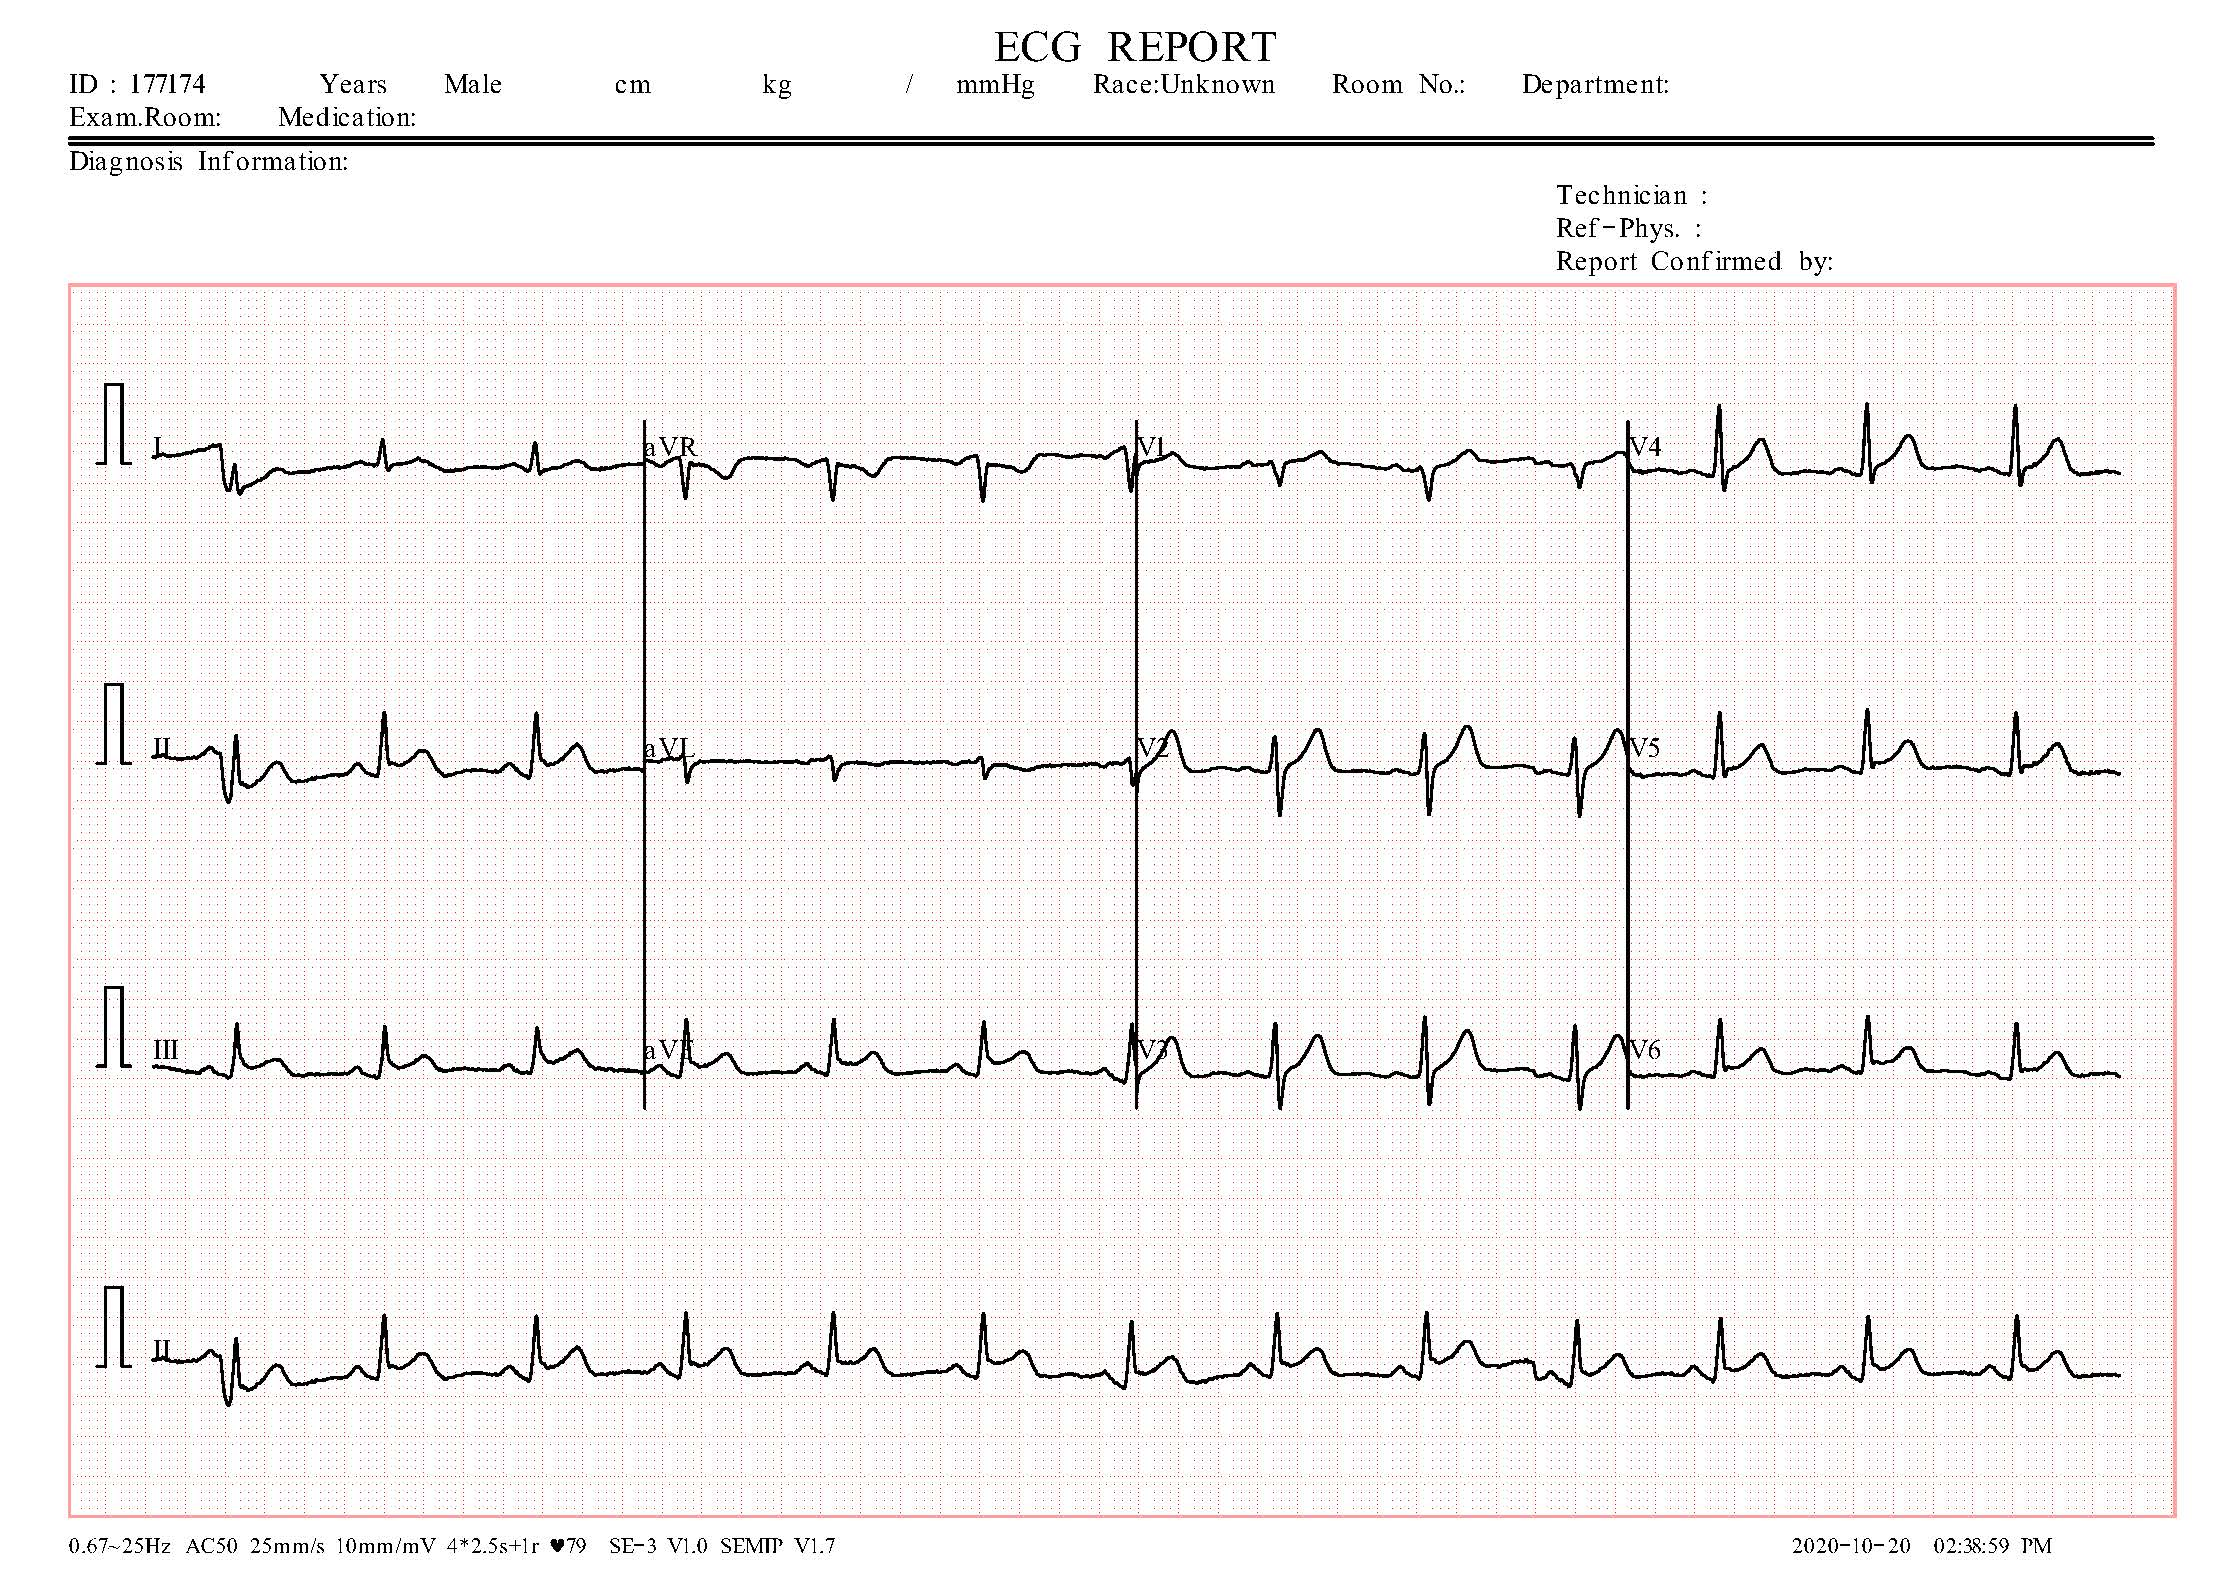 ECG REPORT
ID : 177174 Years Male cm kg / mmHg Race:Unknown Room No.: Department:
Exam.Room: Medication:
Diagnosis Information:
Technician :
Ref-Phys. :
Report Confirmed by:
I aVR V1 V4
II aVL V2 V5
III aVF V3 V6
II
0.67~25Hz AC50 25mm/s 10mm/mV 4*2.5s+1r ♥79 SE-3 V1.0 SEMIP V1.7 2020-10-20 02:38:59 PM